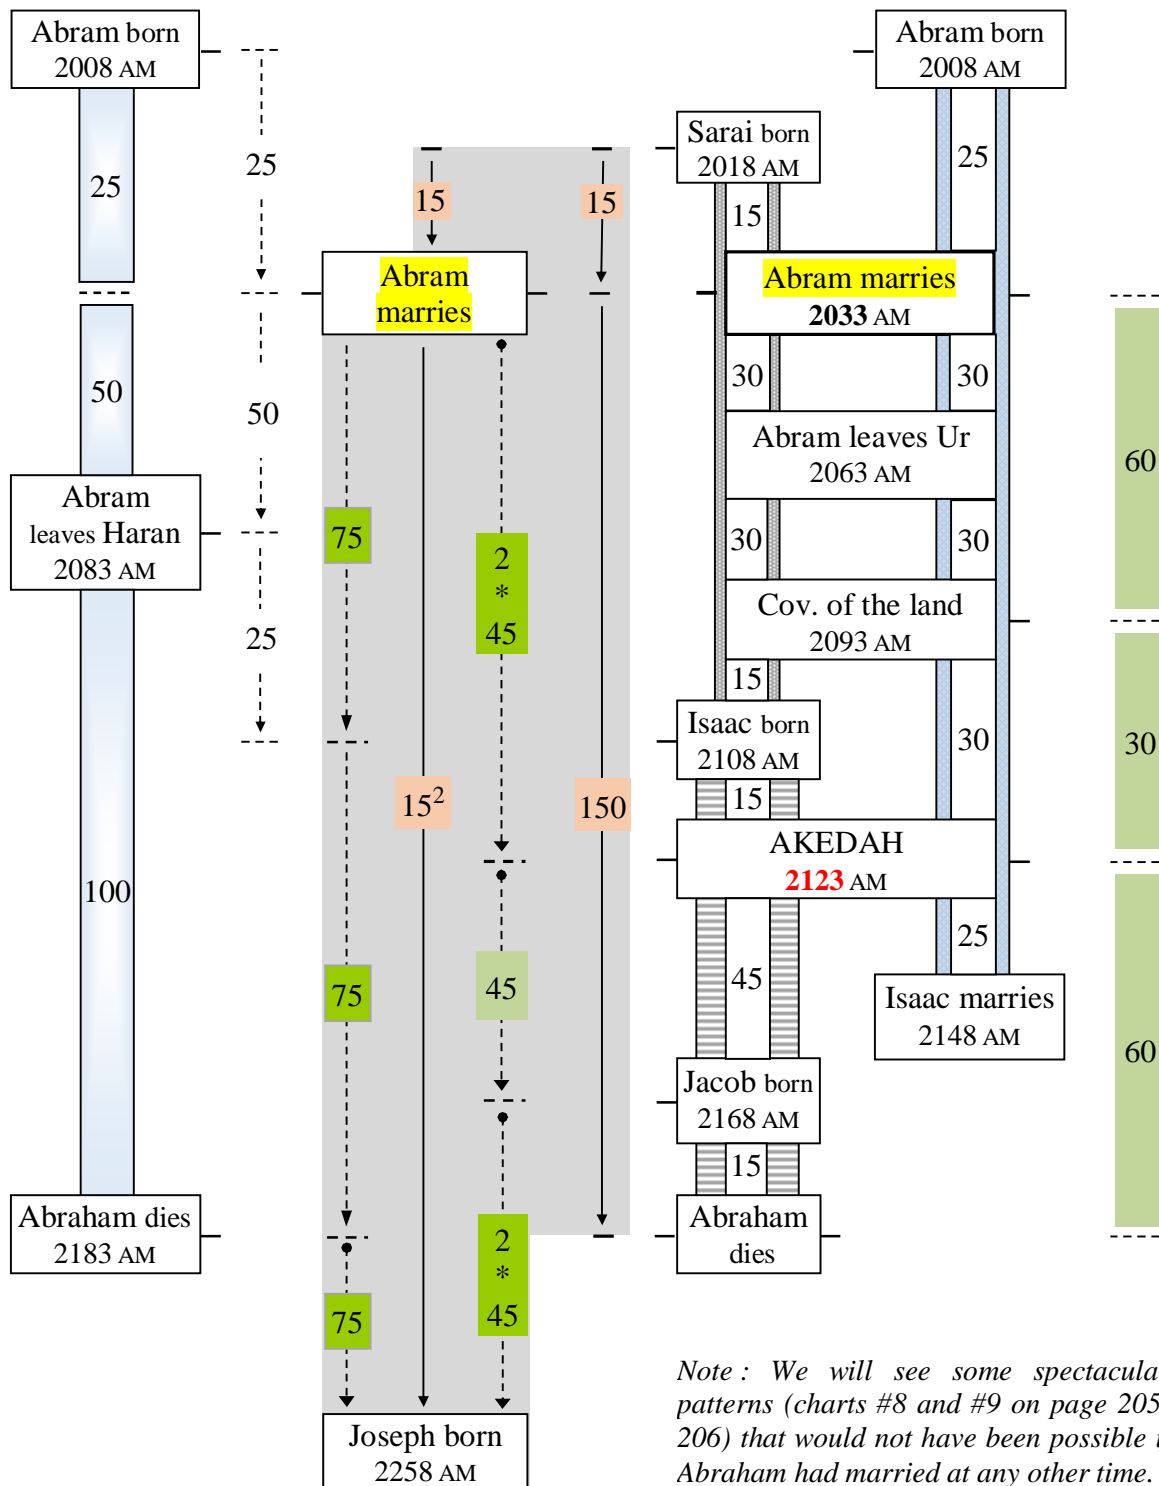 Abram born
2008 AM
25
50
Abram
leaves Haran
2083 AM
100
Abraham dies
2183 AM
25
50
25
15
15
Abram
marries
75
2
*
45
15²
150
75
45
75
2
*
45
Joseph born
2258 AM
Abram born
2008 AM
Sarai born
2018 AM
25
15
Abram marries
2033 AM
30
30
Abram leaves Ur
2063 AM
30
30
Cov. of the land
2093 AM
15
Isaac born
2108 AM
30
15
AKEDAH
2123 AM
25
45
Isaac marries
2148 AM
Jacob born
2168 AM
15
Abraham
dies
60
30
60
Note : We will see some spectacula
patterns (charts #8 and #9 on page 205
206) that would not have been possible i
Abraham had married at any other time.